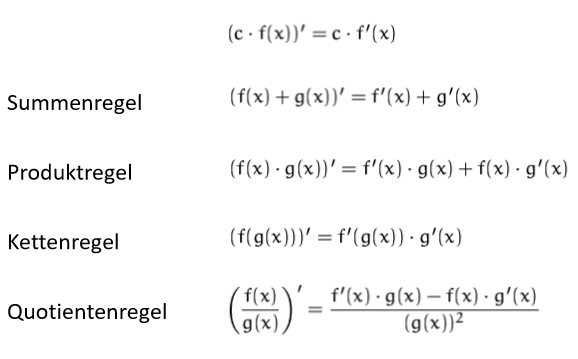 (c · f(x))′ = c · f′(x)
Summenregel (f(x) + g(x))′ = f′(x) + g′(x)
Produktregel (f(x) · g(x))′ = f′(x) · g(x) + f(x) · g′(x)
Kettenregel (f(g(x)))′ = f′(g(x)) · g′(x)
Quotientenregel (f(x)/g(x))′ = f′(x) · g(x) − f(x) · g′(x) / (g(x))²